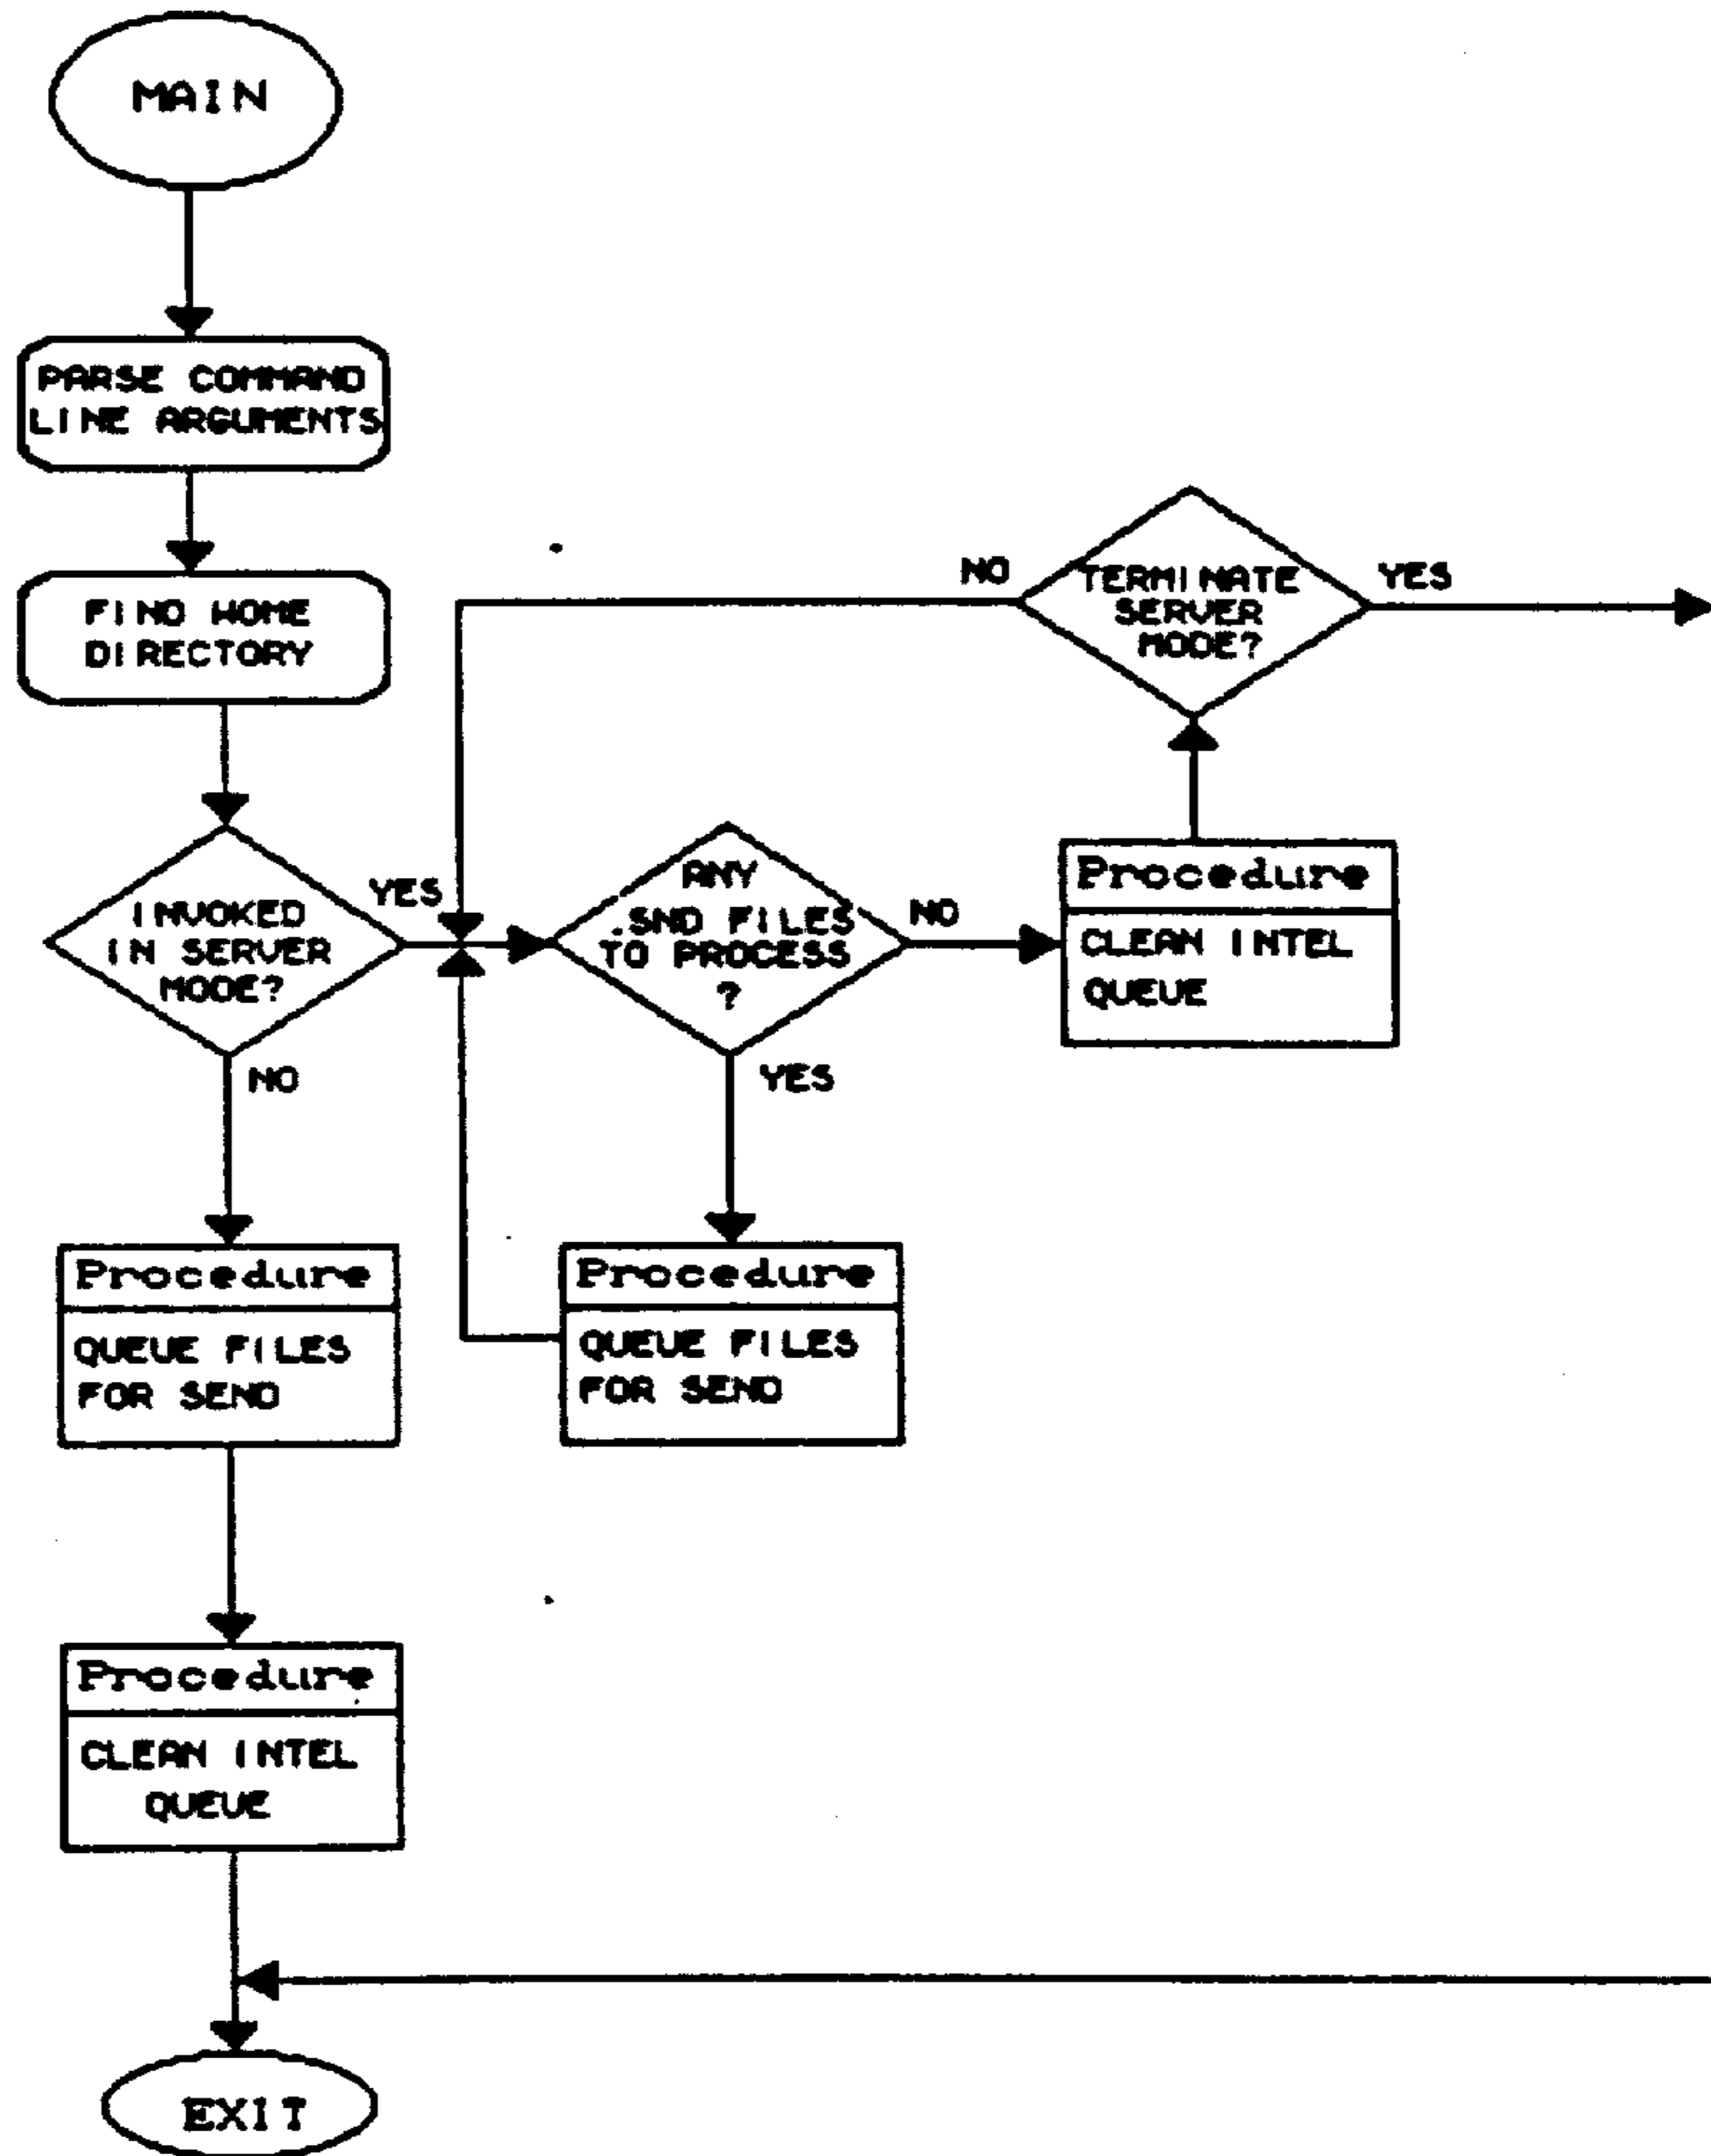 MAIN
PARSE COMMAND
LINE ARGUMENTS
FIND HOME
DIRECTORY
INVOKED
IN SERVER
MODE?
YES
NO
ANY
.SND FILES
TO PROCESS
?
NO
YES
Procedure
CLEAN INTEL
QUEUE
TERMINATE
SERVER
MODE?
NO
YES
Procedure
QUEUE FILES
FOR SEND
Procedure
QUEUE FILES
FOR SEND
Procedure
CLEAN INTEL
QUEUE
EXIT